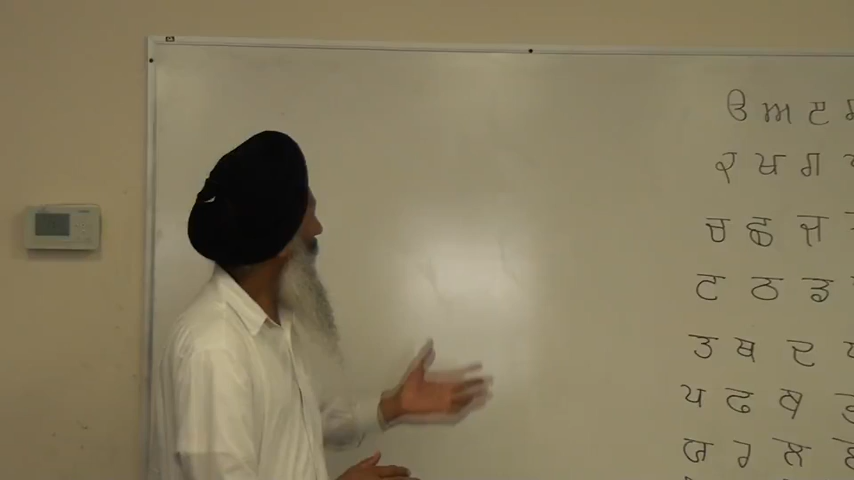 ੳ ਅ ੲ
ਕ ਖ ਗ
ਚ ਛ ਜ
ਟ ਠ ਡ
ਤ ਥ ਦ
ਪ ਫ ਬ
ਯ ਰ ਲ